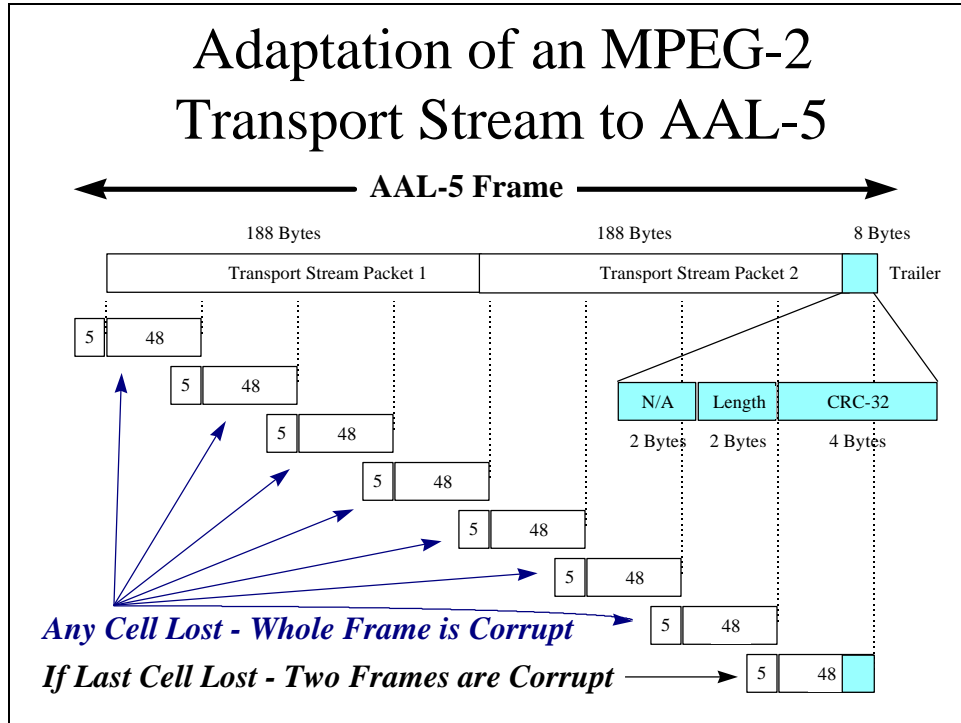 Adaptation of an MPEG-2
Transport Stream to AAL-5
AAL-5 Frame
188 Bytes 188 Bytes 8 Bytes
Transport Stream Packet 1 Transport Stream Packet 2 Trailer
5 48
5 48
N/A Length CRC-32
5 48
2 Bytes 2 Bytes 4 Bytes
5 48
5 48
5 48
Any Cell Lost - Whole Frame is Corrupt 5 48
If Last Cell Lost - Two Frames are Corrupt 5 48